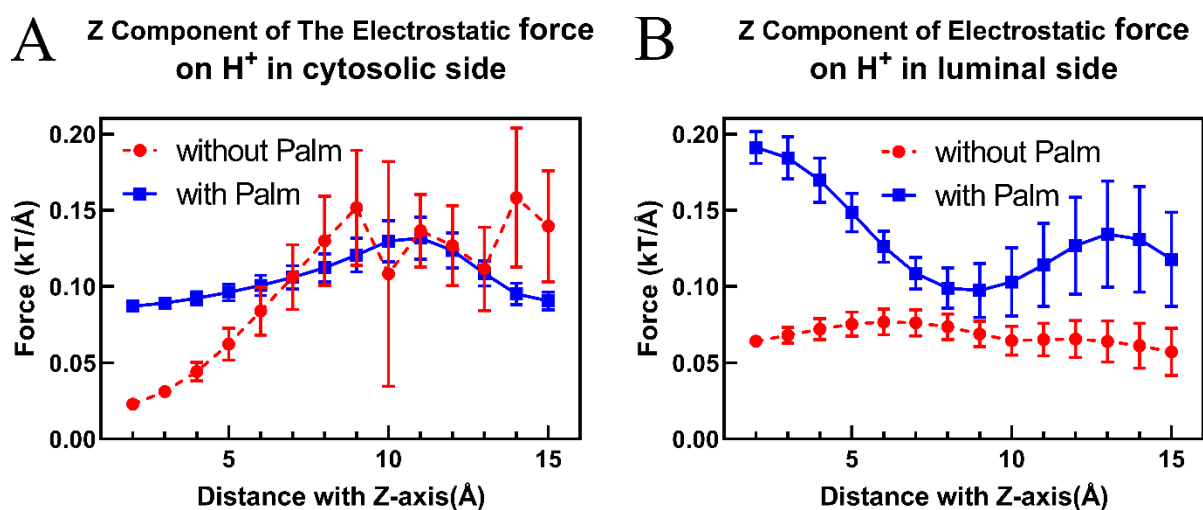 A
Z Component of The Electrostatic force
on H⁺ in cytosolic side
0.20
0.15
0.10
0.05
0.00
Force (kT/Å)
without Palm
with Palm
5
10
15
Distance with Z-axis(Å)
B
Z Component of Electrostatic force
on H⁺ in luminal side
0.20
0.15
0.10
0.05
0.00
Force (kT/Å)
without Palm
with Palm
5
10
15
Distance with Z-axis(Å)